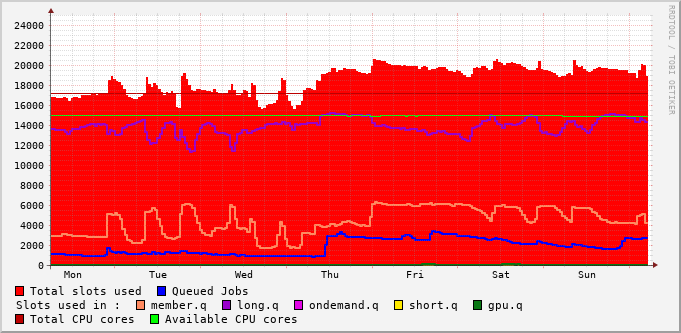 RRDTOOL / TOBI OETIKER
24000
22000
20000
18000
16000
14000
12000
10000
8000
6000
4000
2000
0
Mon Tue Wed Thu Fri Sat Sun
Total slots used Queued Jobs
Slots used in : member.q long.q ondemand.q short.q gpu.q
Total CPU cores Available CPU cores